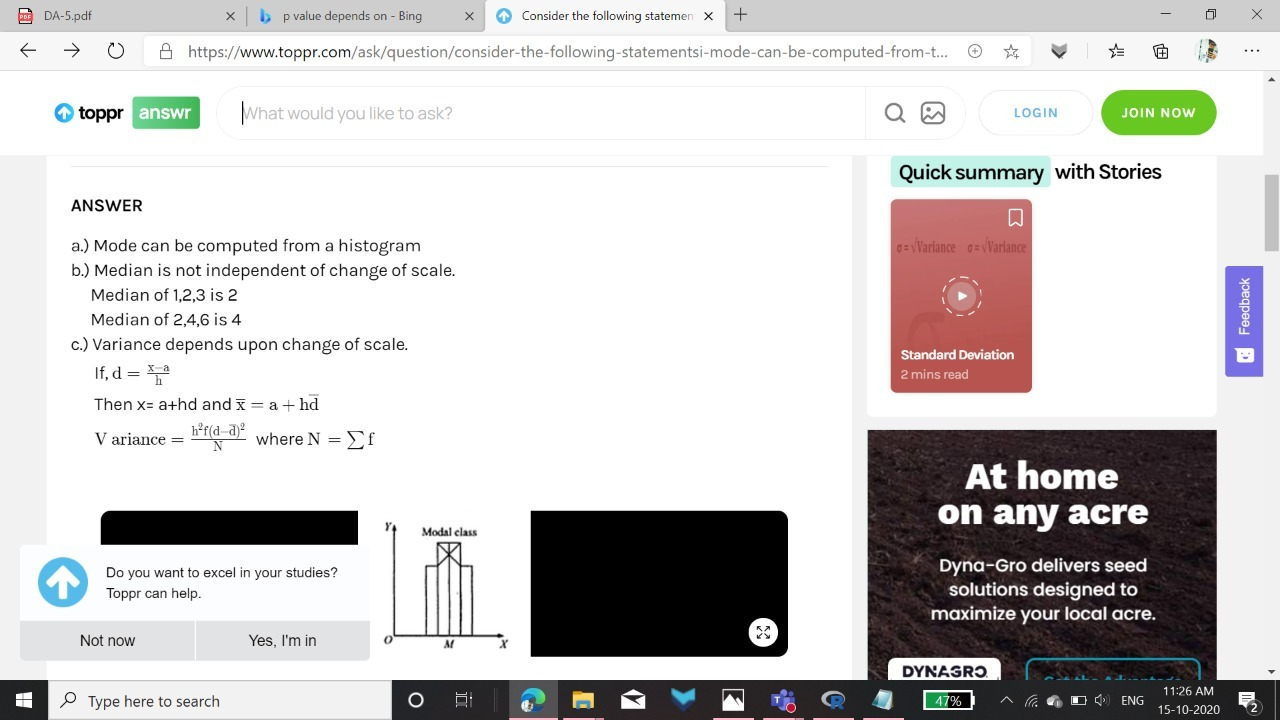 DA-5.pdf
p value depends on - Bing
Consider the following statemen
https://www.toppr.com/ask/question/consider-the-following-statementsi-mode-can-be-computed-from-t...
toppr answr
What would you like to ask?
LOGIN
JOIN NOW
Quick summary with Stories
ANSWER
a.) Mode can be computed from a histogram
b.) Median is not independent of change of scale.
Median of 1,2,3 is 2
Median of 2,4,6 is 4
c.) Variance depends upon change of scale.
If, d = x−a/h
Then x= a+hd and x̅ = a + hd̅
V ariance = h²f(d−d̅)²/N where N = ∑ f
σ = √Variance σ = √Variance
Standard Deviation
2 mins read
Feedback
Y
Modal class
O
M
X
Do you want to excel in your studies?
Toppr can help.
Not now
Yes, I'm in
At home
on any acre
Dyna-Gro delivers seed
solutions designed to
maximize your local acre.
DYNAGRO
Get the Advantage
Type here to search
47%
ENG
11:26 AM
15-10-2020
2